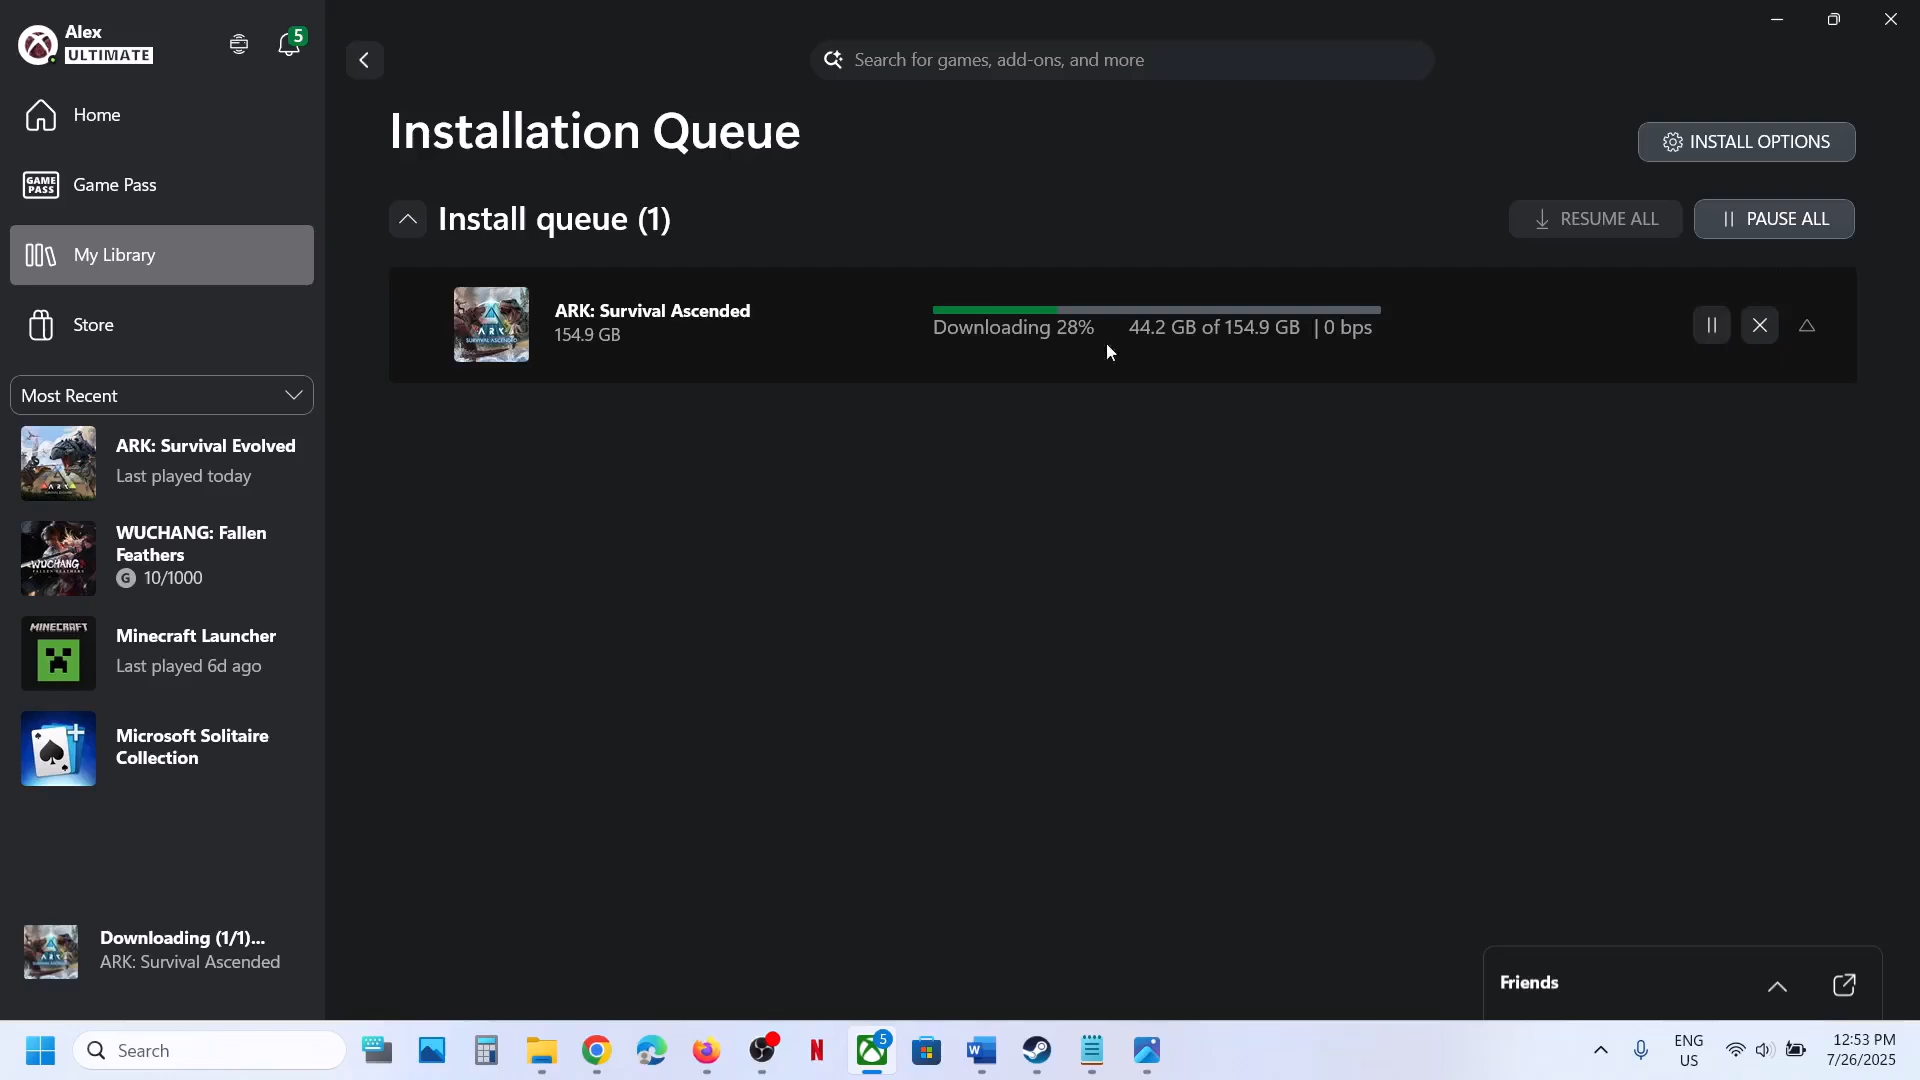 Alex
ULTIMATE
5
Search for games, add-ons, and more
Home
GAME PASS
Game Pass
My Library
Store
Installation Queue
INSTALL OPTIONS
Install queue (1)
RESUME ALL
PAUSE ALL
ARK: Survival Ascended
154.9 GB
Downloading 28% 44.2 GB of 154.9 GB | 0 bps
Most Recent
ARK: Survival Evolved
Last played today
WUCHANG: Fallen
Feathers
G 10/1000
Minecraft Launcher
Last played 6d ago
Microsoft Solitaire
Collection
Downloading (1/1)...
ARK: Survival Ascended
Friends
Search
5
ENG
US
12:53 PM
7/26/2025